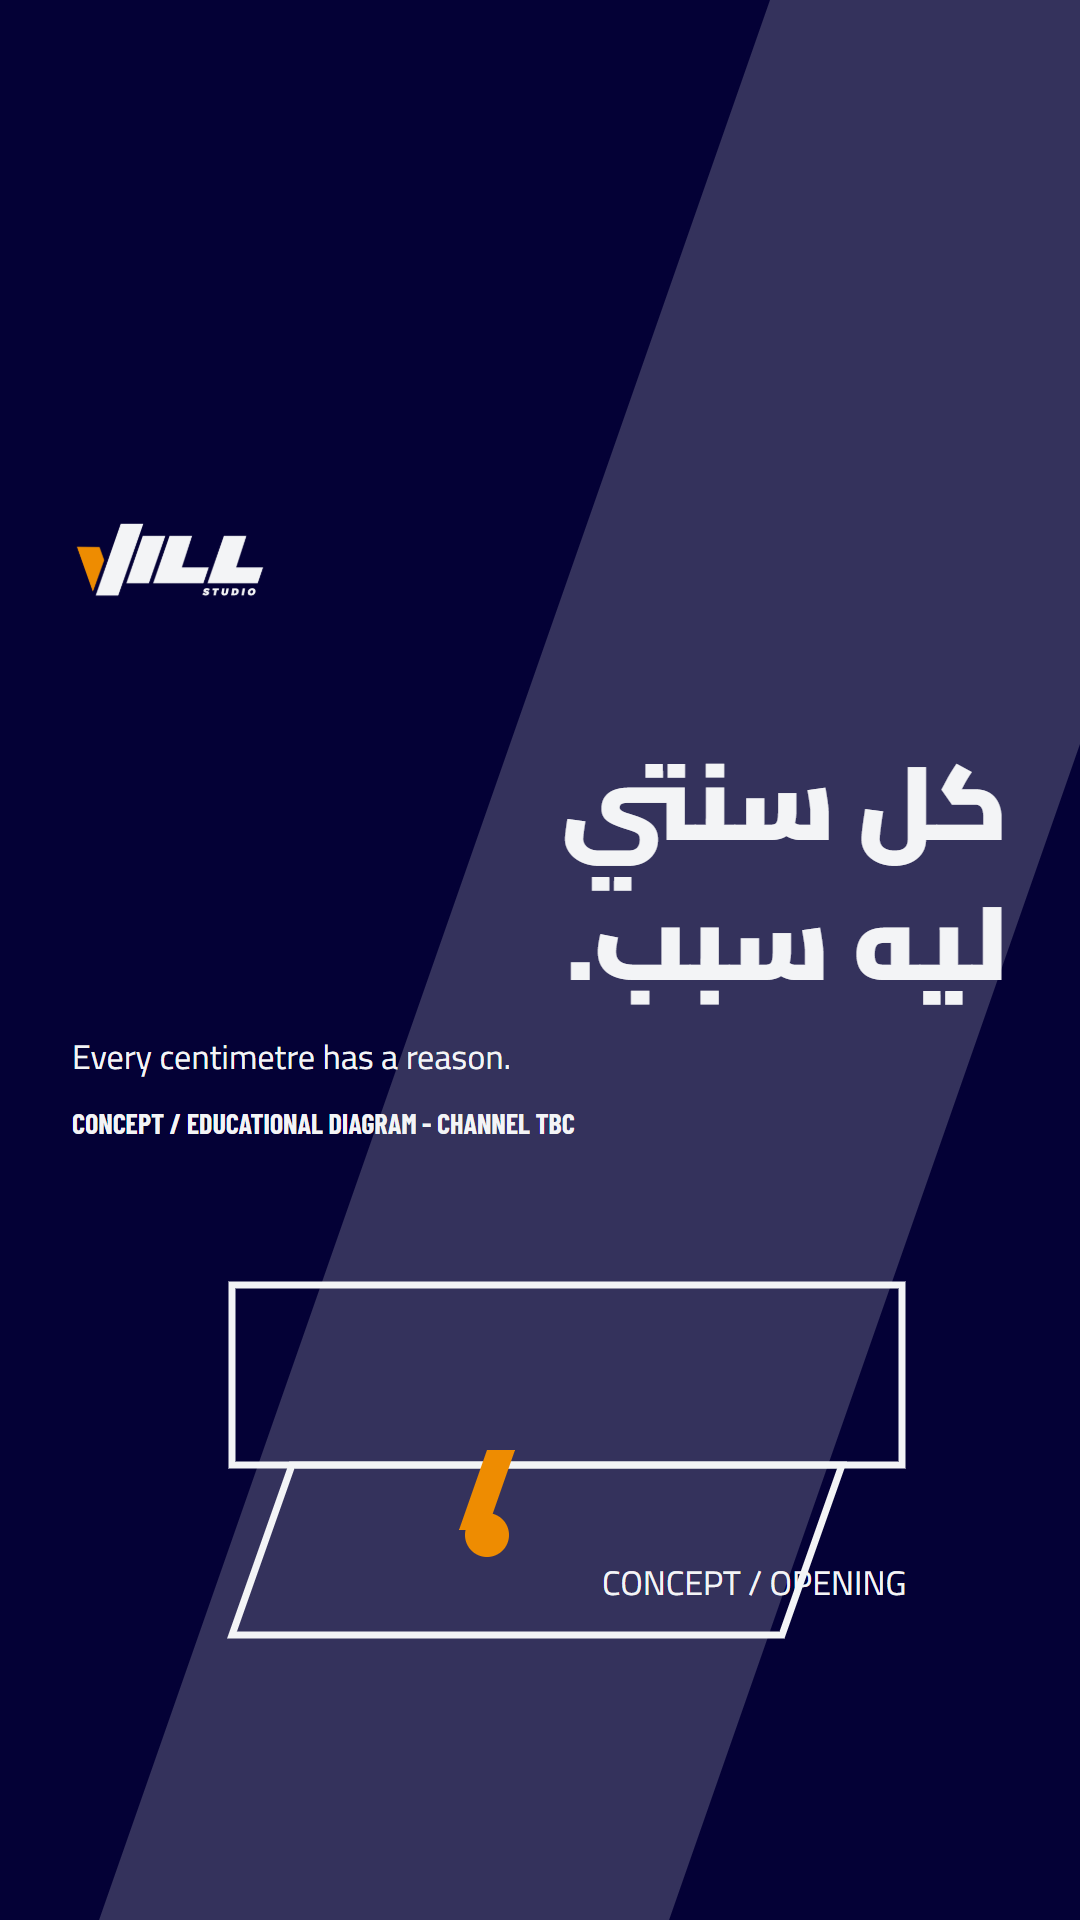 VILL
STUDIO
كل سنتي
ليه سبب.
Every centimetre has a reason.
CONCEPT / EDUCATIONAL DIAGRAM - CHANNEL TBC
CONCEPT / OPENING